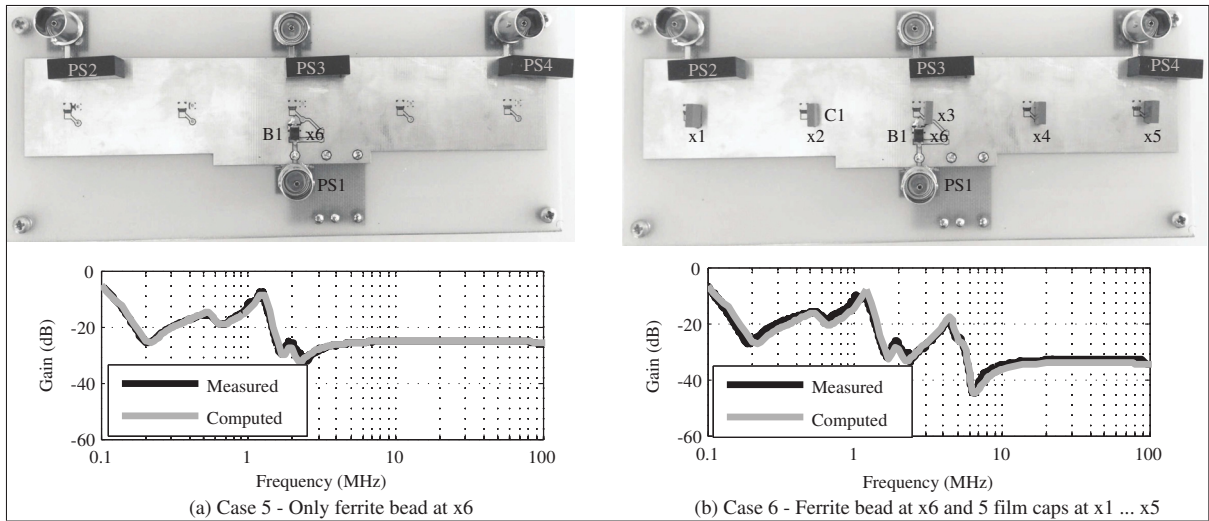 PS2 PS3 PS4
B1 x6
PS1
0
-20
-40
-60
Gain (dB)
Measured
Computed
0.1 1 10 100
Frequency (MHz)
(a) Case 5 - Only ferrite bead at x6
PS2 PS3 PS4
x1 x2 C1 x3 x4 x5
B1 x6
PS1
0
-20
-40
-60
Gain (dB)
Measured
Computed
0.1 1 10 100
Frequency (MHz)
(b) Case 6 - Ferrite bead at x6 and 5 film caps at x1 ... x5